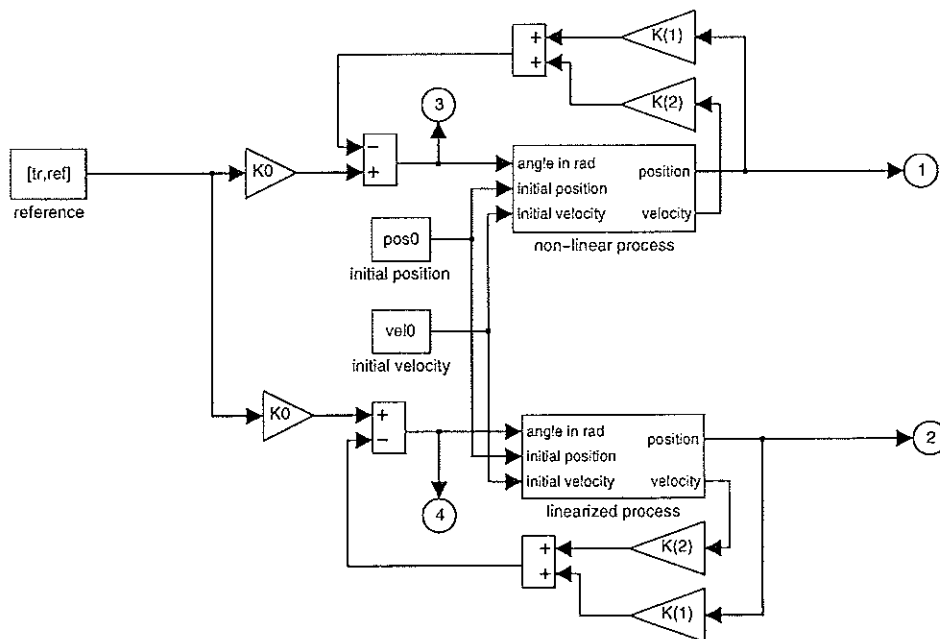 +
K(1)
+
K(2)
3
[tr,ref]
reference
K0
−
+
angle in rad
initial position
initial velocity
position
velocity
non−linear process
1
pos0
initial position
vel0
initial velocity
K0
+
−
angle in rad
initial position
initial velocity
position
velocity
linearized process
2
4
+
+
K(2)
K(1)